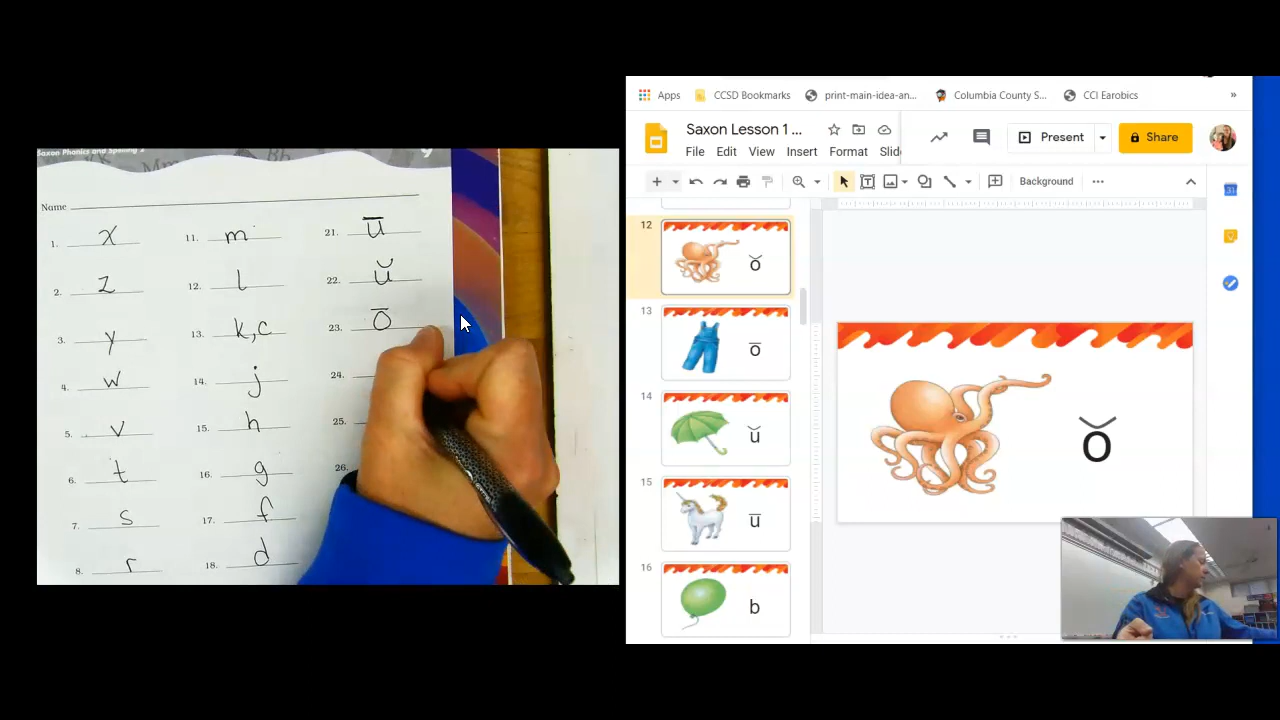 Saxon Phonics and Spelling 2
9
Name
1. x
2. z
3. y
4. w
5. v
6. t
7. s
8. r
11. m
12. l
13. k,c
14. j
15. h
16. g
17. f
18. d
21. ū
22. ŭ
23. ō
24.
25.
26.
Apps CCSD Bookmarks print-main-idea-an... Columbia County S... CCI Earobics »
Saxon Lesson 1 ...
File Edit View Insert Format Slid
Present Share
Background
12
ŏ
13
ō
14
ŭ
15
ū
16
b
ŏ